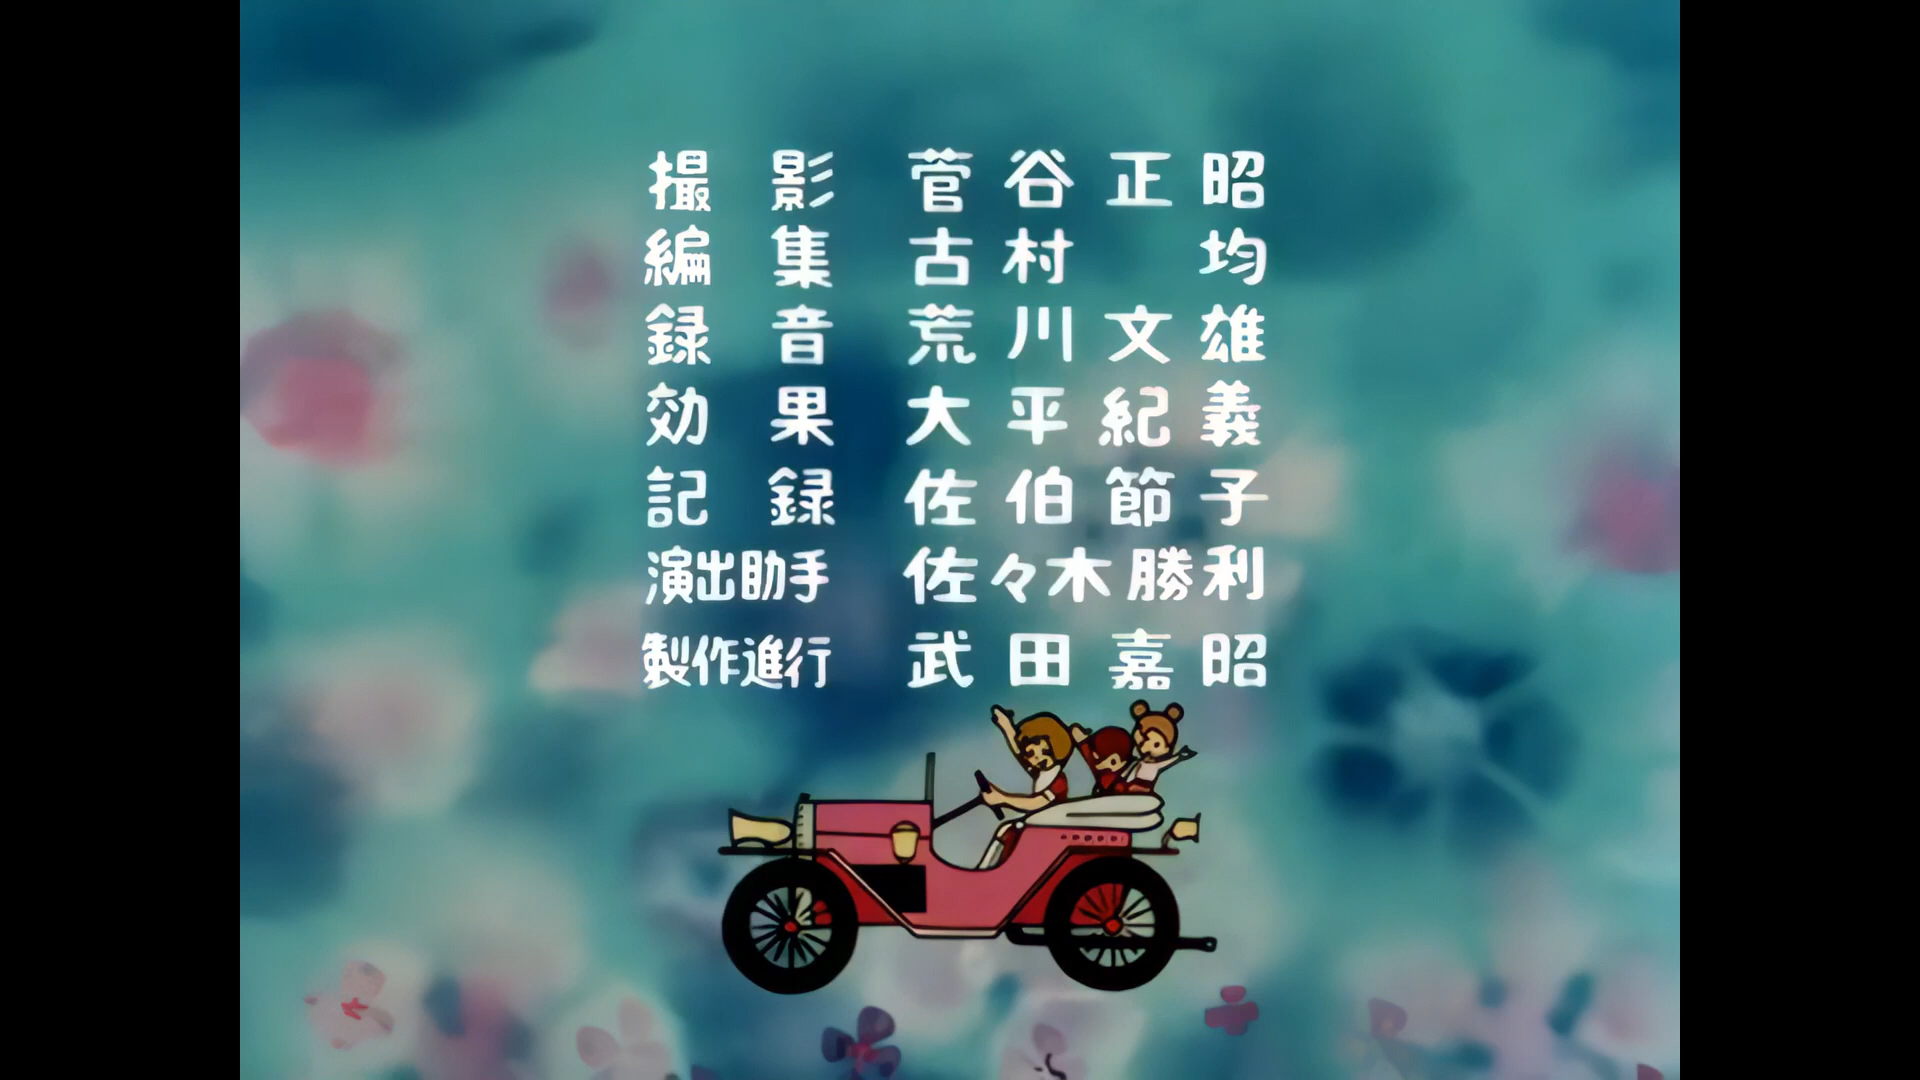 撮影 菅谷正昭
編集 古村均
録音 荒川文雄
効果 大平紀義
記録 佐伯節子
演出助手 佐々木勝利
製作進行 武田嘉昭